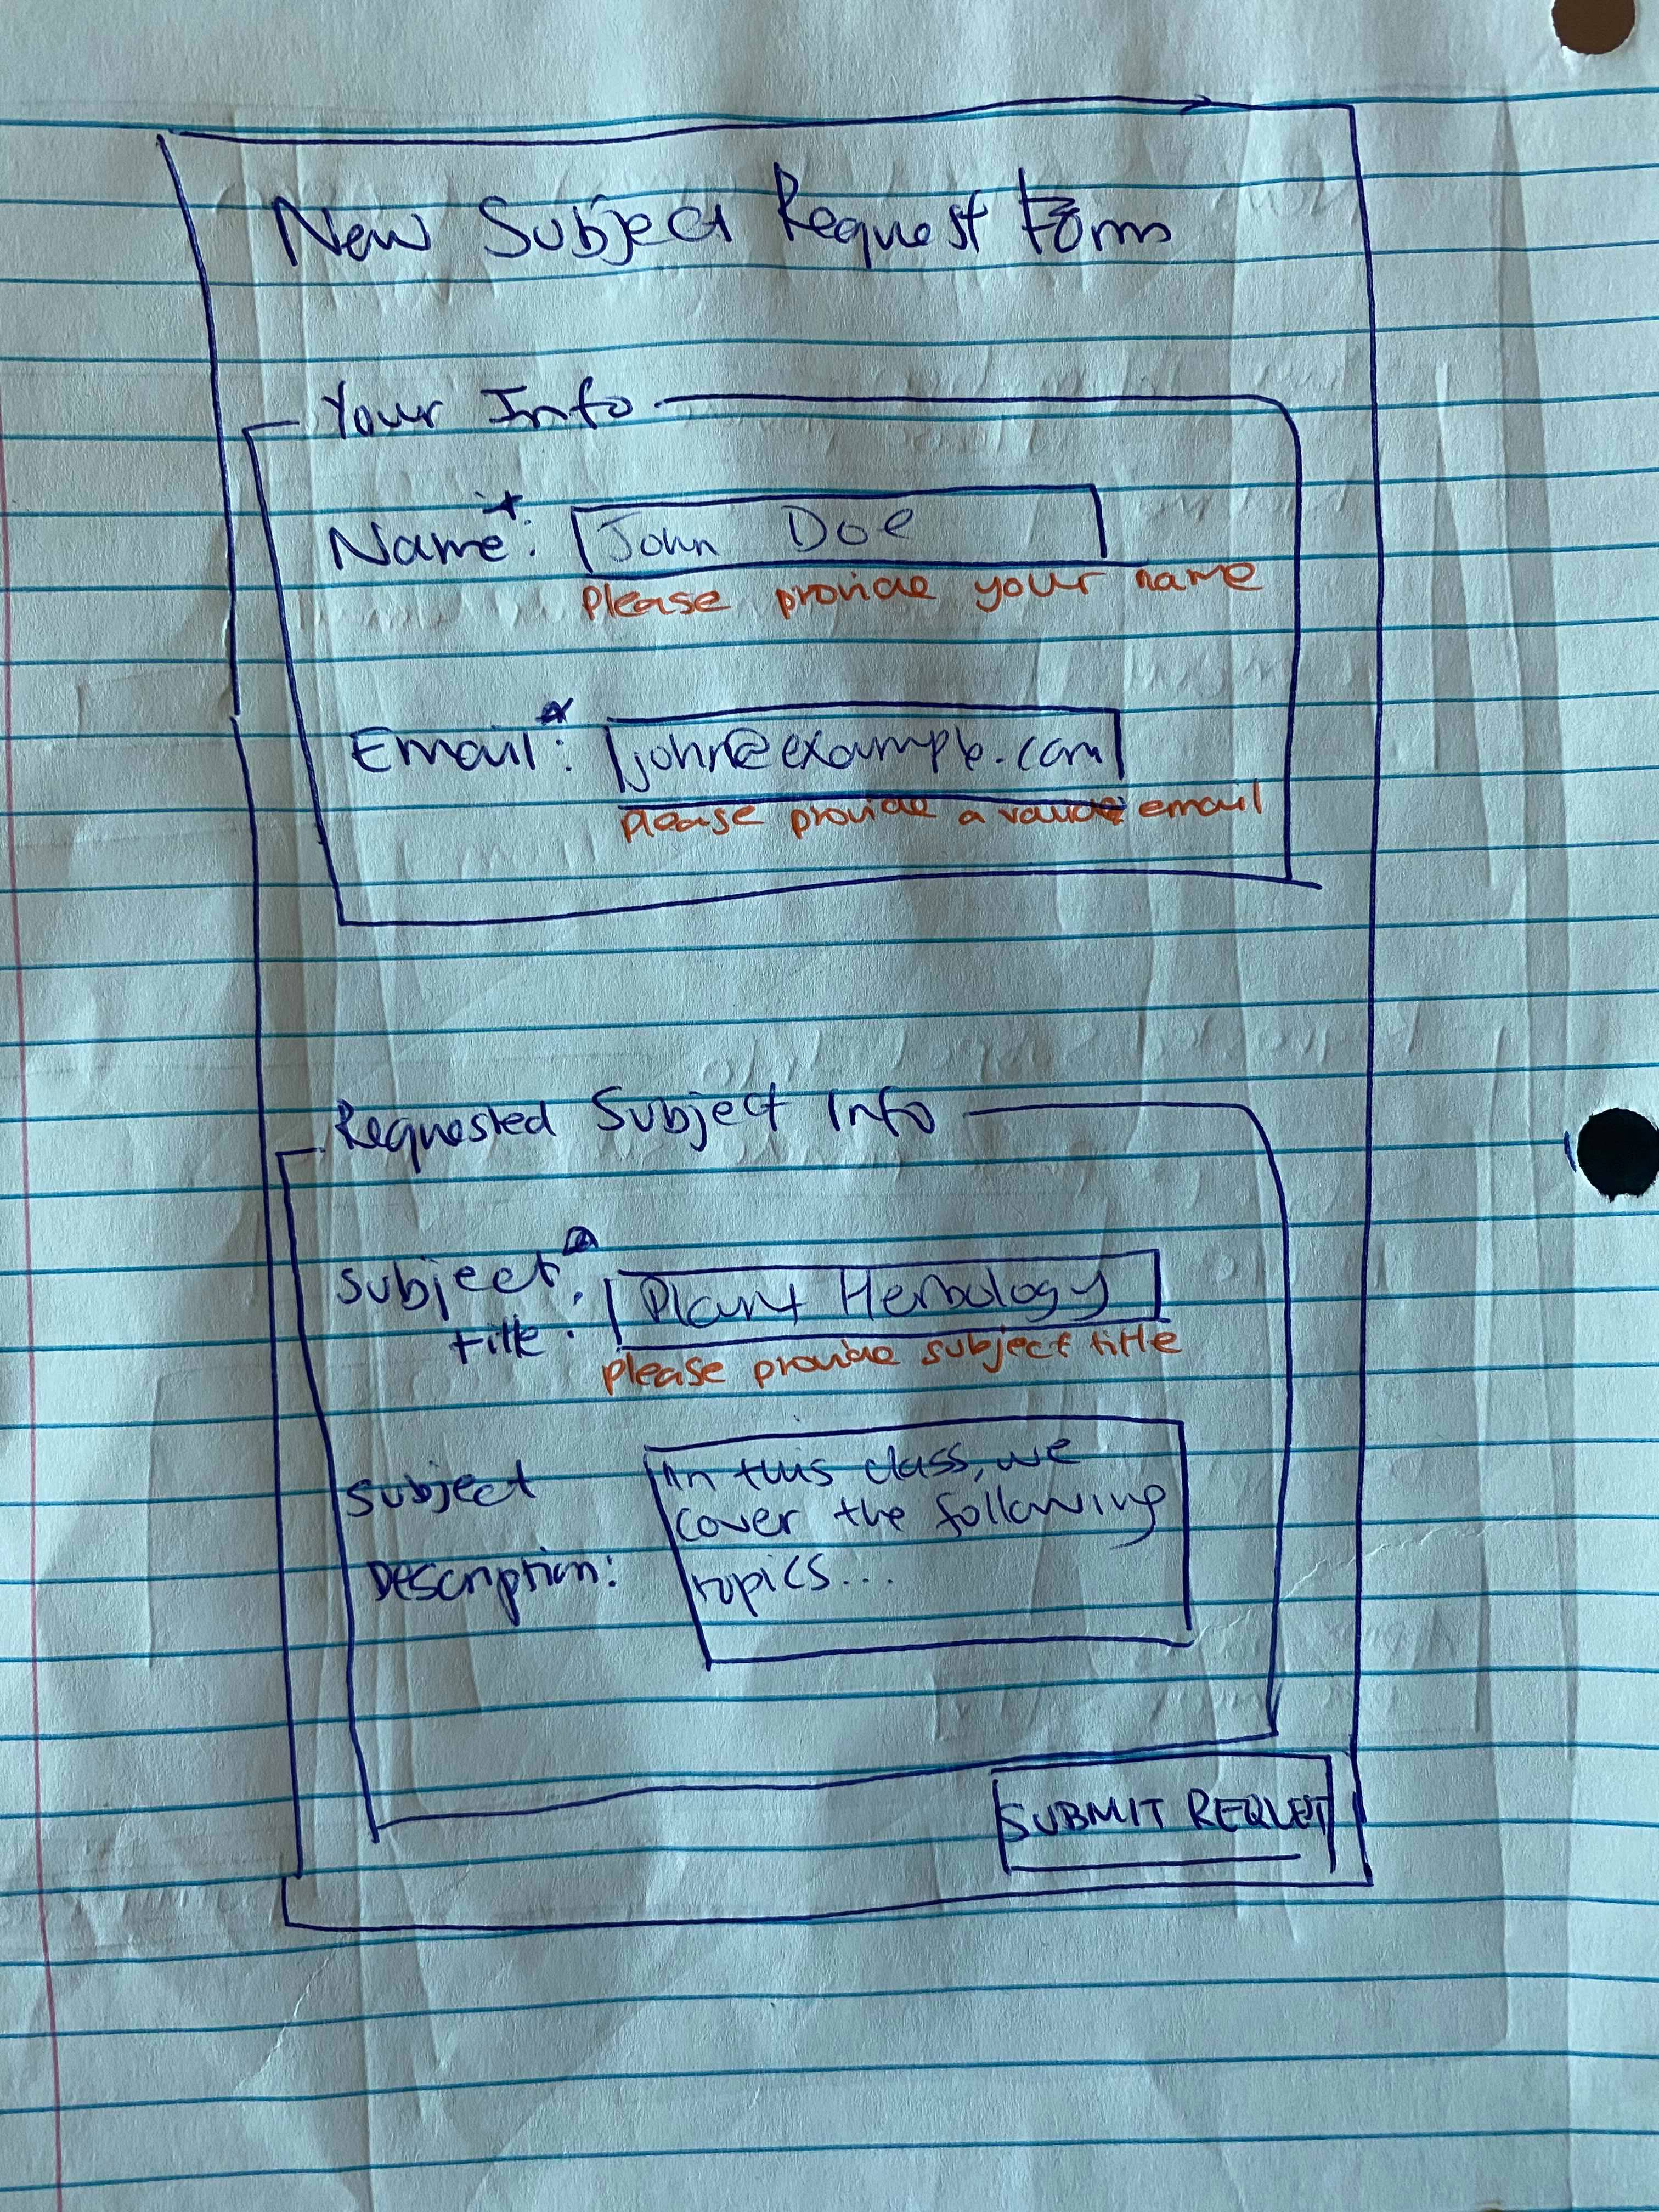 New Subject Request Form
Your Info
Name*: John Doe
Please provide your name
Email*: john@example.com
please provide a valid email
Requested Subject Info
Subject*: Plant Herbology
title:
please provide subject title
Subject
Description:
In this class, we
cover the following
topics...
SUBMIT REQUET